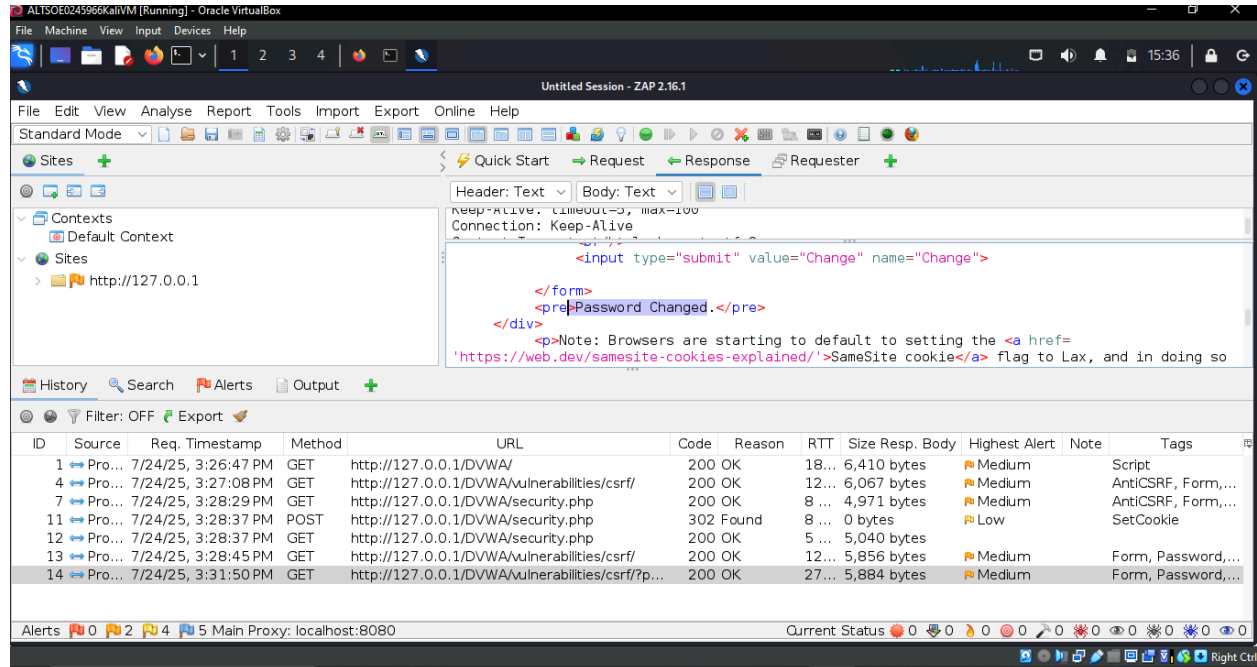 ALTSOE0245966KaliVM [Running] - Oracle VirtualBox
File Machine View Input Devices Help
1 2 3 4 15:36
Untitled Session - ZAP 2.16.1
File Edit View Analyse Report Tools Import Export Online Help
Standard Mode
Sites
Quick Start Request Response Requester
Header: Text Body: Text
Contexts
Default Context
Sites
http://127.0.0.1
Keep-Alive: timeout=5, max=100
Connection: Keep-Alive
<br />
<input type="submit" value="Change" name="Change">
</form>
<pre>Password Changed.</pre>
</div>
<p>Note: Browsers are starting to default to setting the <a href=
'https://web.dev/samesite-cookies-explained/'>SameSite cookie</a> flag to Lax, and in doing so
History Search Alerts Output
Filter: OFF Export
ID Source Req. Timestamp Method URL Code Reason RTT Size Resp. Body Highest Alert Note Tags
1 Pro... 7/24/25, 3:26:47 PM GET http://127.0.0.1/DVWA/ 200 OK 18... 6,410 bytes Medium Script
4 Pro... 7/24/25, 3:27:08 PM GET http://127.0.0.1/DVWA/vulnerabilities/csrf/ 200 OK 12... 6,067 bytes Medium AntiCSRF, Form,...
7 Pro... 7/24/25, 3:28:29 PM GET http://127.0.0.1/DVWA/security.php 200 OK 8 ... 4,971 bytes Medium AntiCSRF, Form,...
11 Pro... 7/24/25, 3:28:37 PM POST http://127.0.0.1/DVWA/security.php 302 Found 8 ... 0 bytes Low SetCookie
12 Pro... 7/24/25, 3:28:37 PM GET http://127.0.0.1/DVWA/security.php 200 OK 5 ... 5,040 bytes
13 Pro... 7/24/25, 3:28:45 PM GET http://127.0.0.1/DVWA/vulnerabilities/csrf/ 200 OK 12... 5,856 bytes Medium Form, Password,...
14 Pro... 7/24/25, 3:31:50 PM GET http://127.0.0.1/DVWA/vulnerabilities/csrf/?p... 200 OK 27... 5,884 bytes Medium Form, Password,...
Alerts 0 2 4 5 Main Proxy: localhost:8080 Current Status 0 0 0 0 0 0 0 0 0 0
Right Ctrl